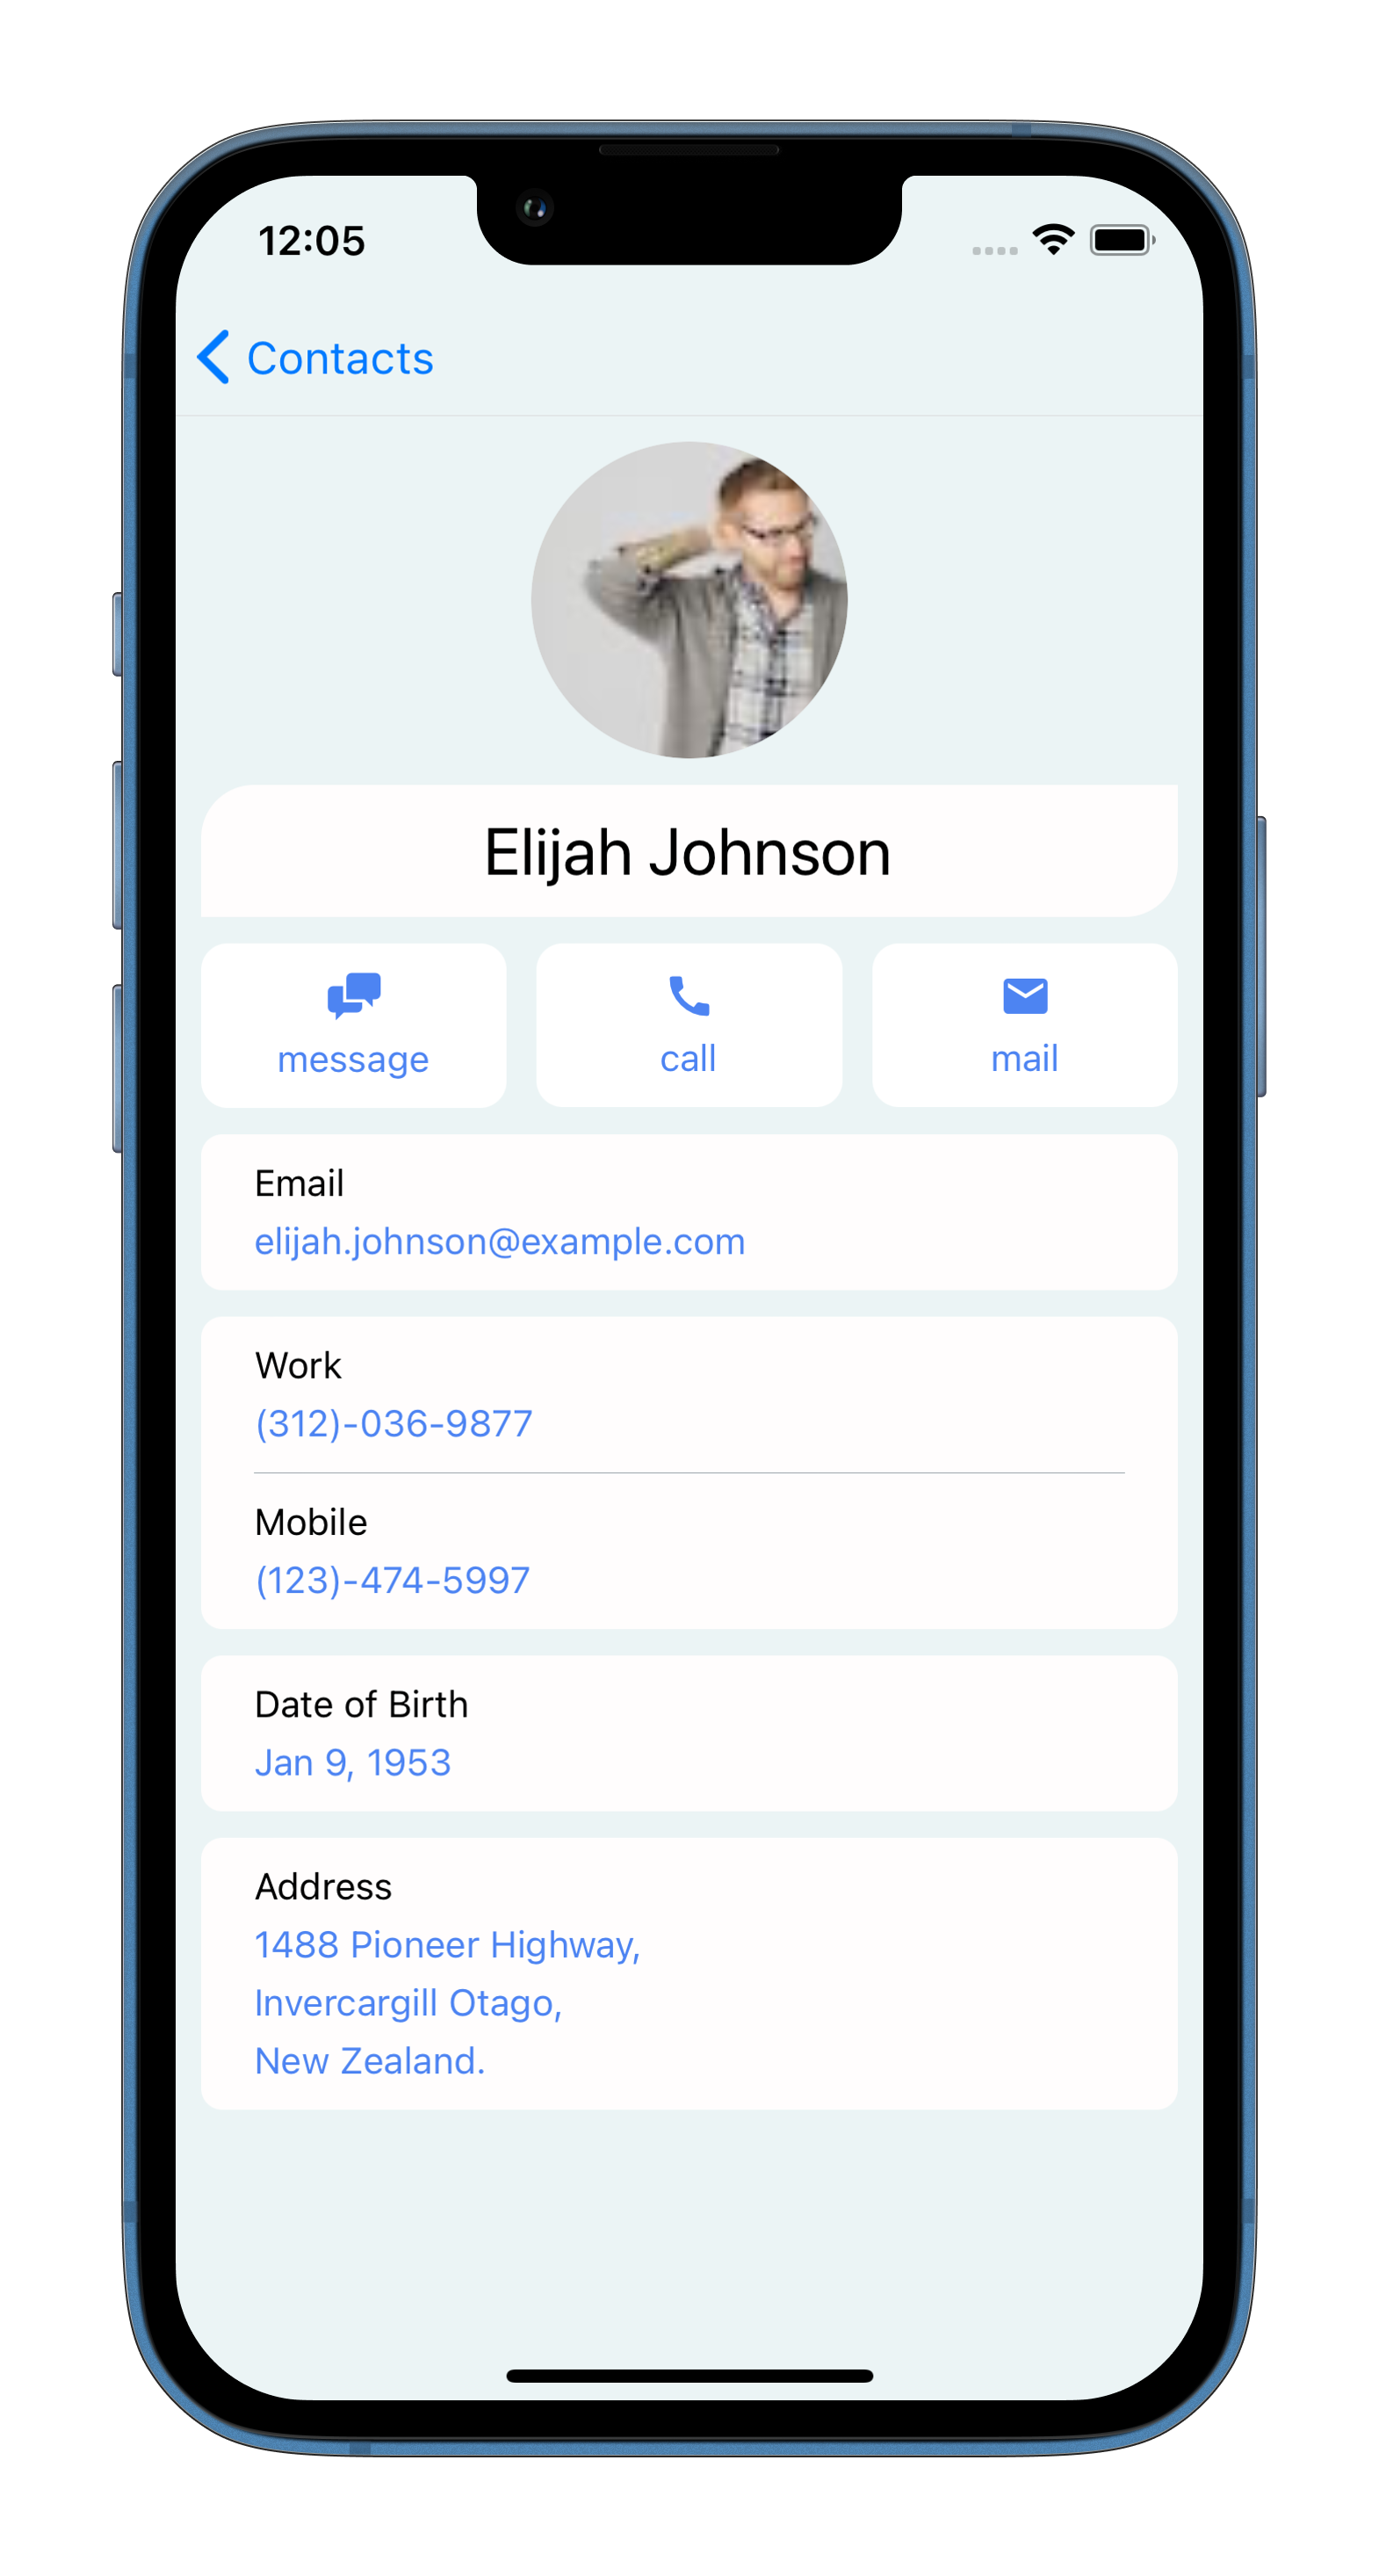 12:05
Contacts
Elijah Johnson
message
call
mail
Email
elijah.johnson@example.com
Work
(312)-036-9877
Mobile
(123)-474-5997
Date of Birth
Jan 9, 1953
Address
1488 Pioneer Highway,
Invercargill Otago,
New Zealand.